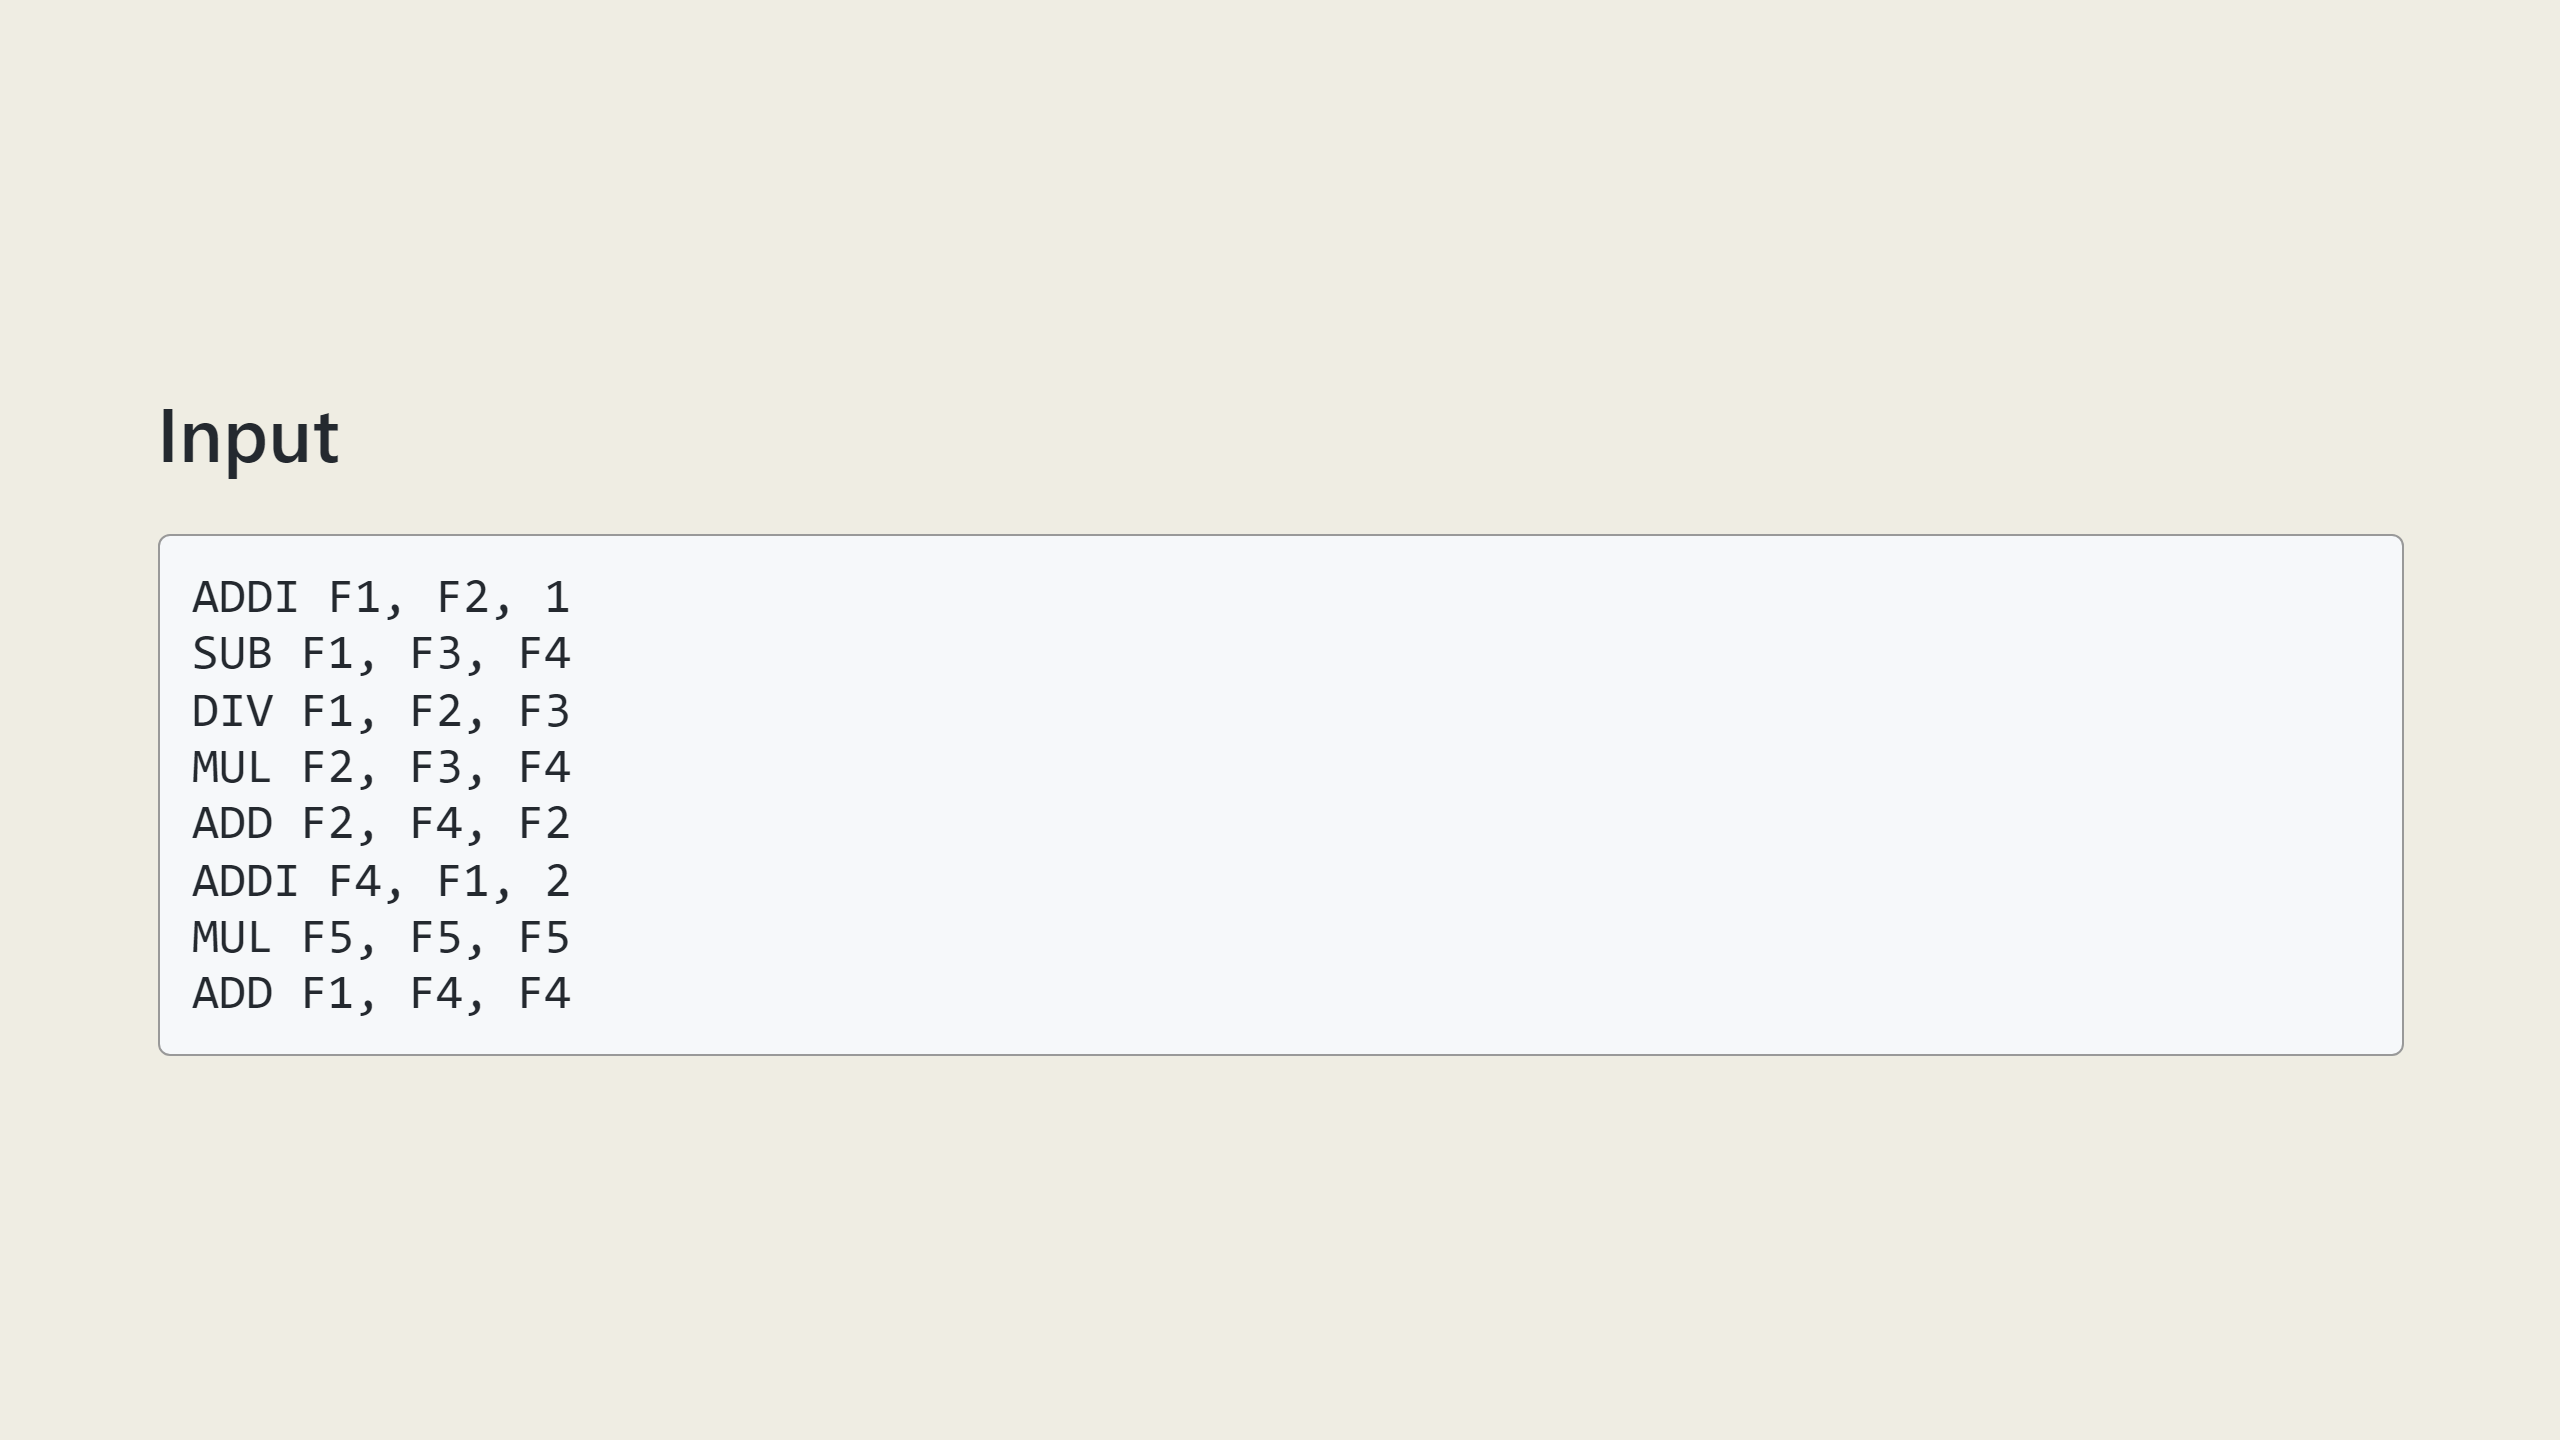 Input
ADDI F1, F2, 1
SUB F1, F3, F4
DIV F1, F2, F3
MUL F2, F3, F4
ADD F2, F4, F2
ADDI F4, F1, 2
MUL F5, F5, F5
ADD F1, F4, F4